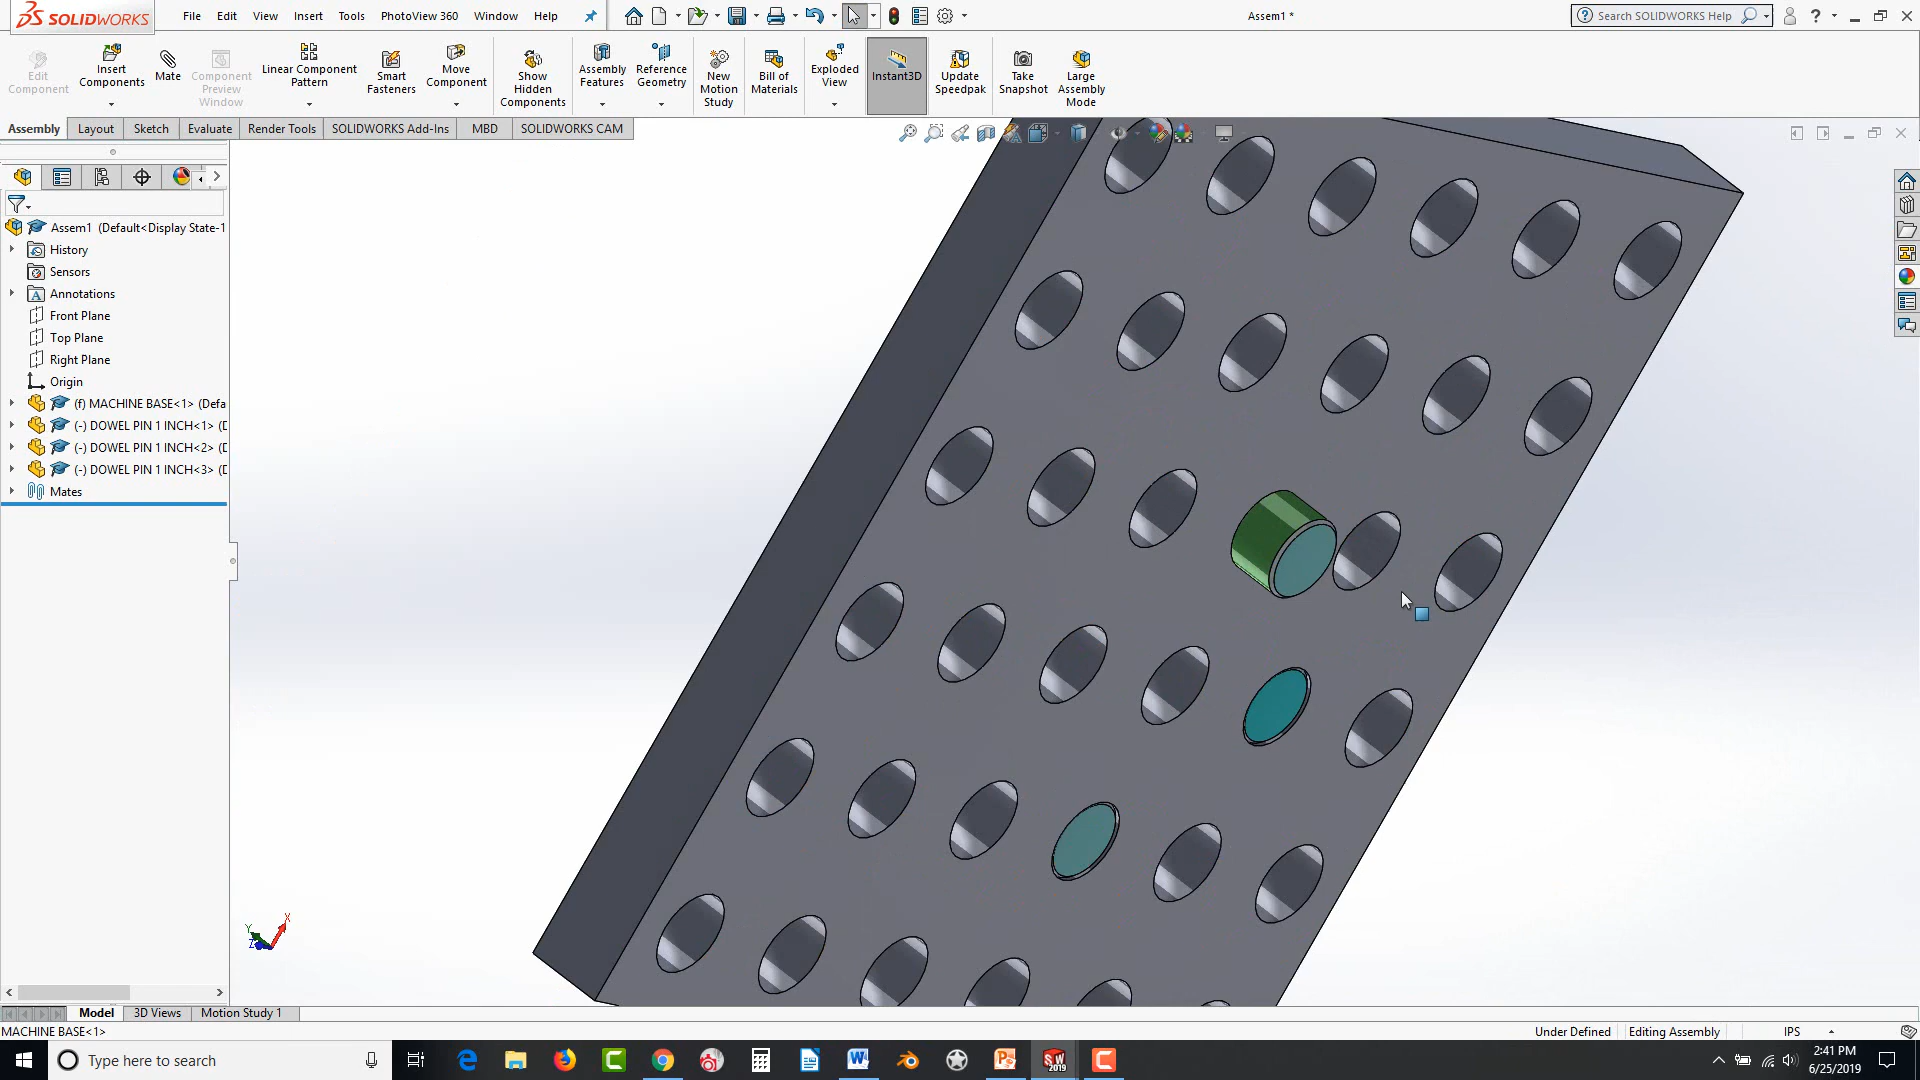 SOLIDWORKS File Edit View Insert Tools PhotoView 360 Window Help Assem1 * Search SOLIDWORKS Help
Edit Component
Insert Components
Mate
Component Preview Window
Linear Component Pattern
Smart Fasteners
Move Component
Show Hidden Components
Assembly Features
Reference Geometry
New Motion Study
Bill of Materials
Exploded View
Instant3D
Update Speedpak
Take Snapshot
Large Assembly Mode
Assembly Layout Sketch Evaluate Render Tools SOLIDWORKS Add-Ins MBD SOLIDWORKS CAM
Assem1 (Default<Display State-1
History
Sensors
Annotations
Front Plane
Top Plane
Right Plane
Origin
(f) MACHINE BASE<1> (Defa
(-) DOWEL PIN 1 INCH<1> (D
(-) DOWEL PIN 1 INCH<2> (D
(-) DOWEL PIN 1 INCH<3> (D
Mates
X
Y
Z
Model 3D Views Motion Study 1
MACHINE BASE<1> Under Defined Editing Assembly IPS
Type here to search
2:41 PM
6/25/2019